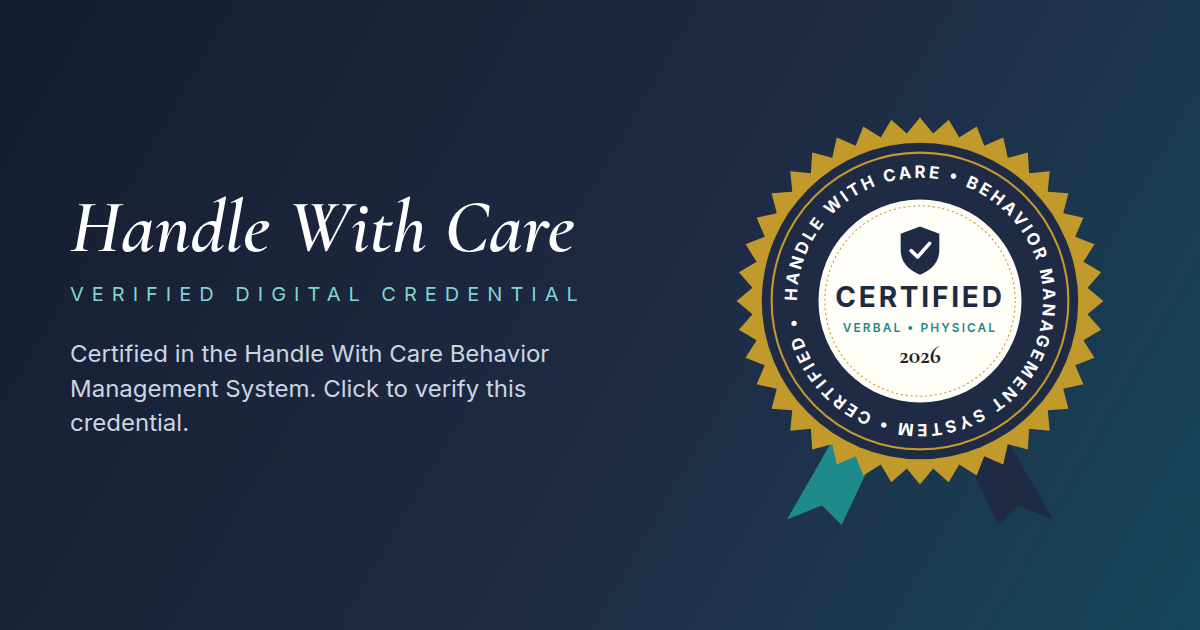 Handle With Care
VERIFIED DIGITAL CREDENTIAL
Certified in the Handle With Care Behavior
Management System. Click to verify this
credential.
HANDLE WITH CARE • BEHAVIOR MANAGEMENT SYSTEM • CERTIFIED •
CERTIFIED
VERBAL • PHYSICAL
2026